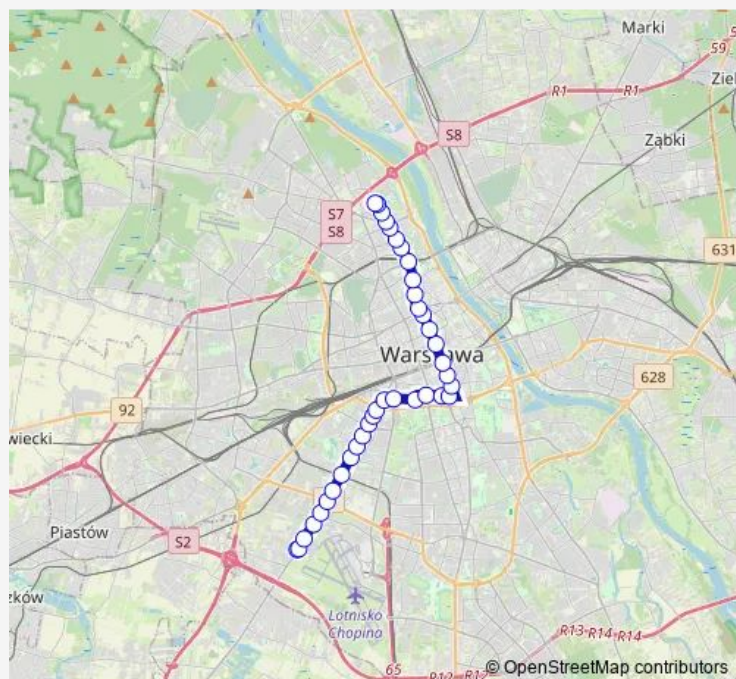 Marki
S9
S
Ziel
R1
R1
S8
Ząbki
S7
S8
631
Warszawa
628
92
wiecki
Piastów
S2
zków
Lotnisko
Chopina
R13 R14 R14
65
R12
© OpenStreetMap contributors